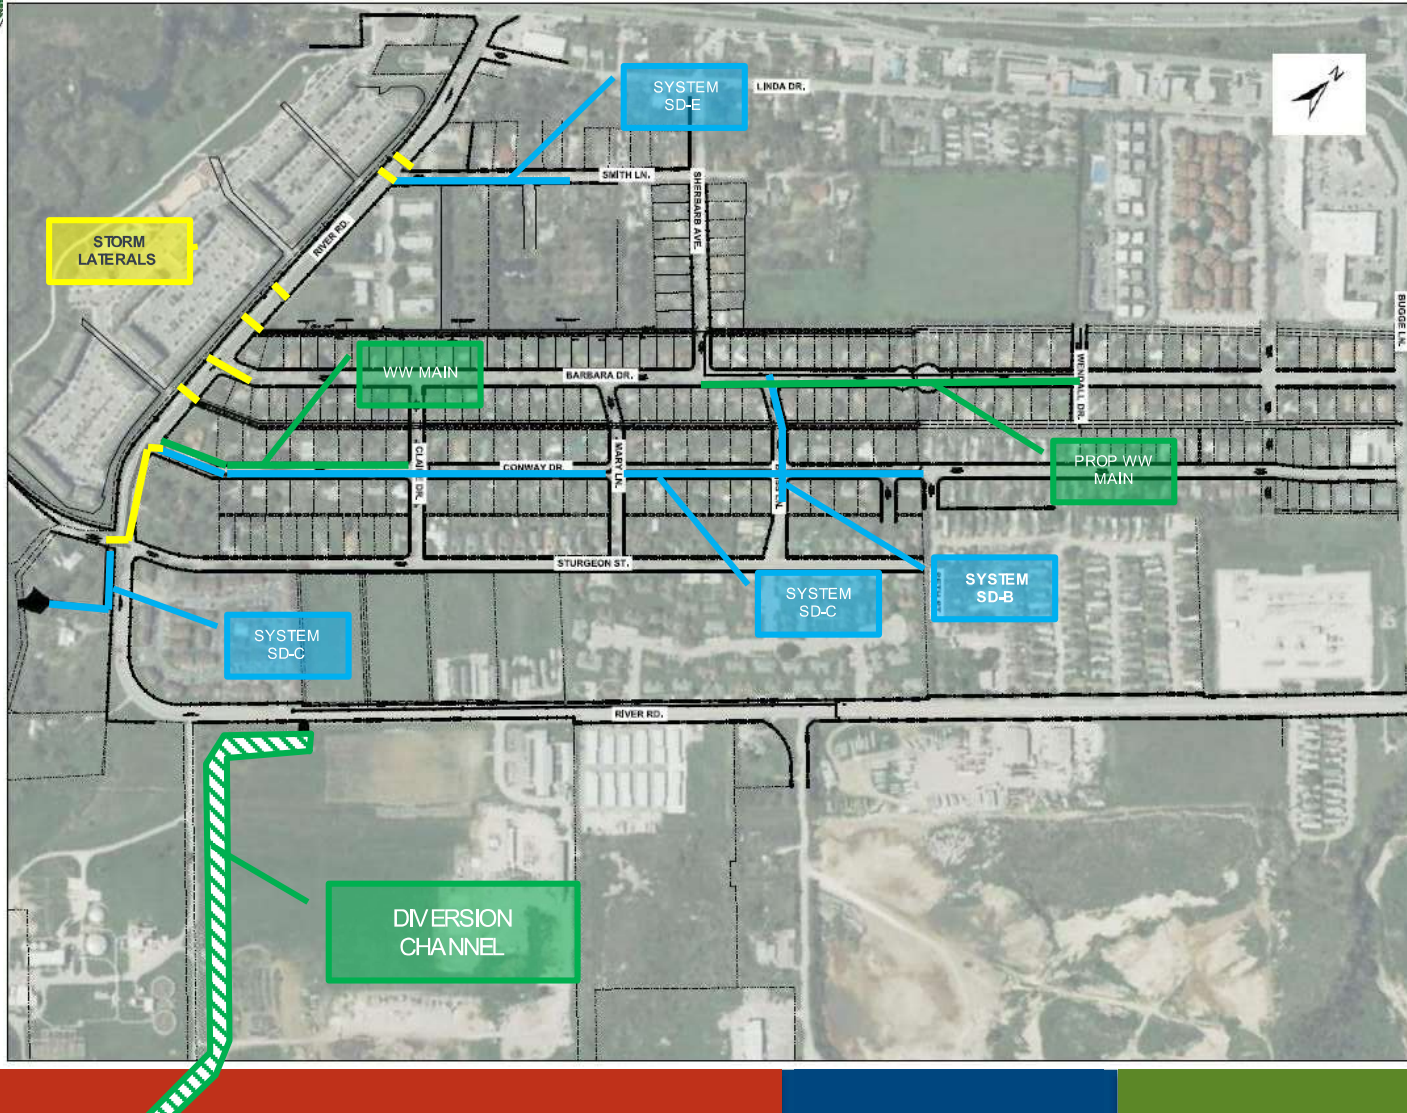 N
SYSTEM
SD-E
LINDA DR.
SMITH LN.
SHERBARB AVE.
RIVER RD.
STORM
LATERALS
BUGGE LN.
WW MAIN
BARBARA DR.
WENDALL DR.
MARY LN.
CONWAY DR.
PROP WW
MAIN
STURGEON ST.
SYSTEM
SD-C
SYSTEM
SD-B
SYSTEM
SD-C
RIVER RD.
DIVERSION
CHANNEL